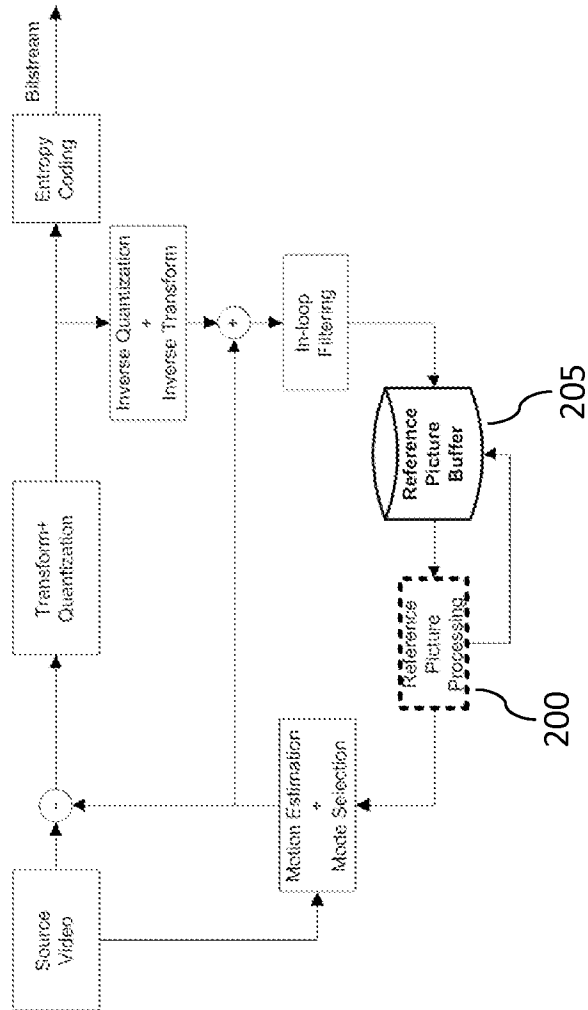 Source
Video
-
Transform+
Quantization
Entropy
Coding
Bitstream
Inverse Quantization
+
Inverse Transform
+
In-loop
Filtering
Motion Estimation
+
Mode Selection
Reference
Picture
Processing
200
Reference
Picture
Buffer
205